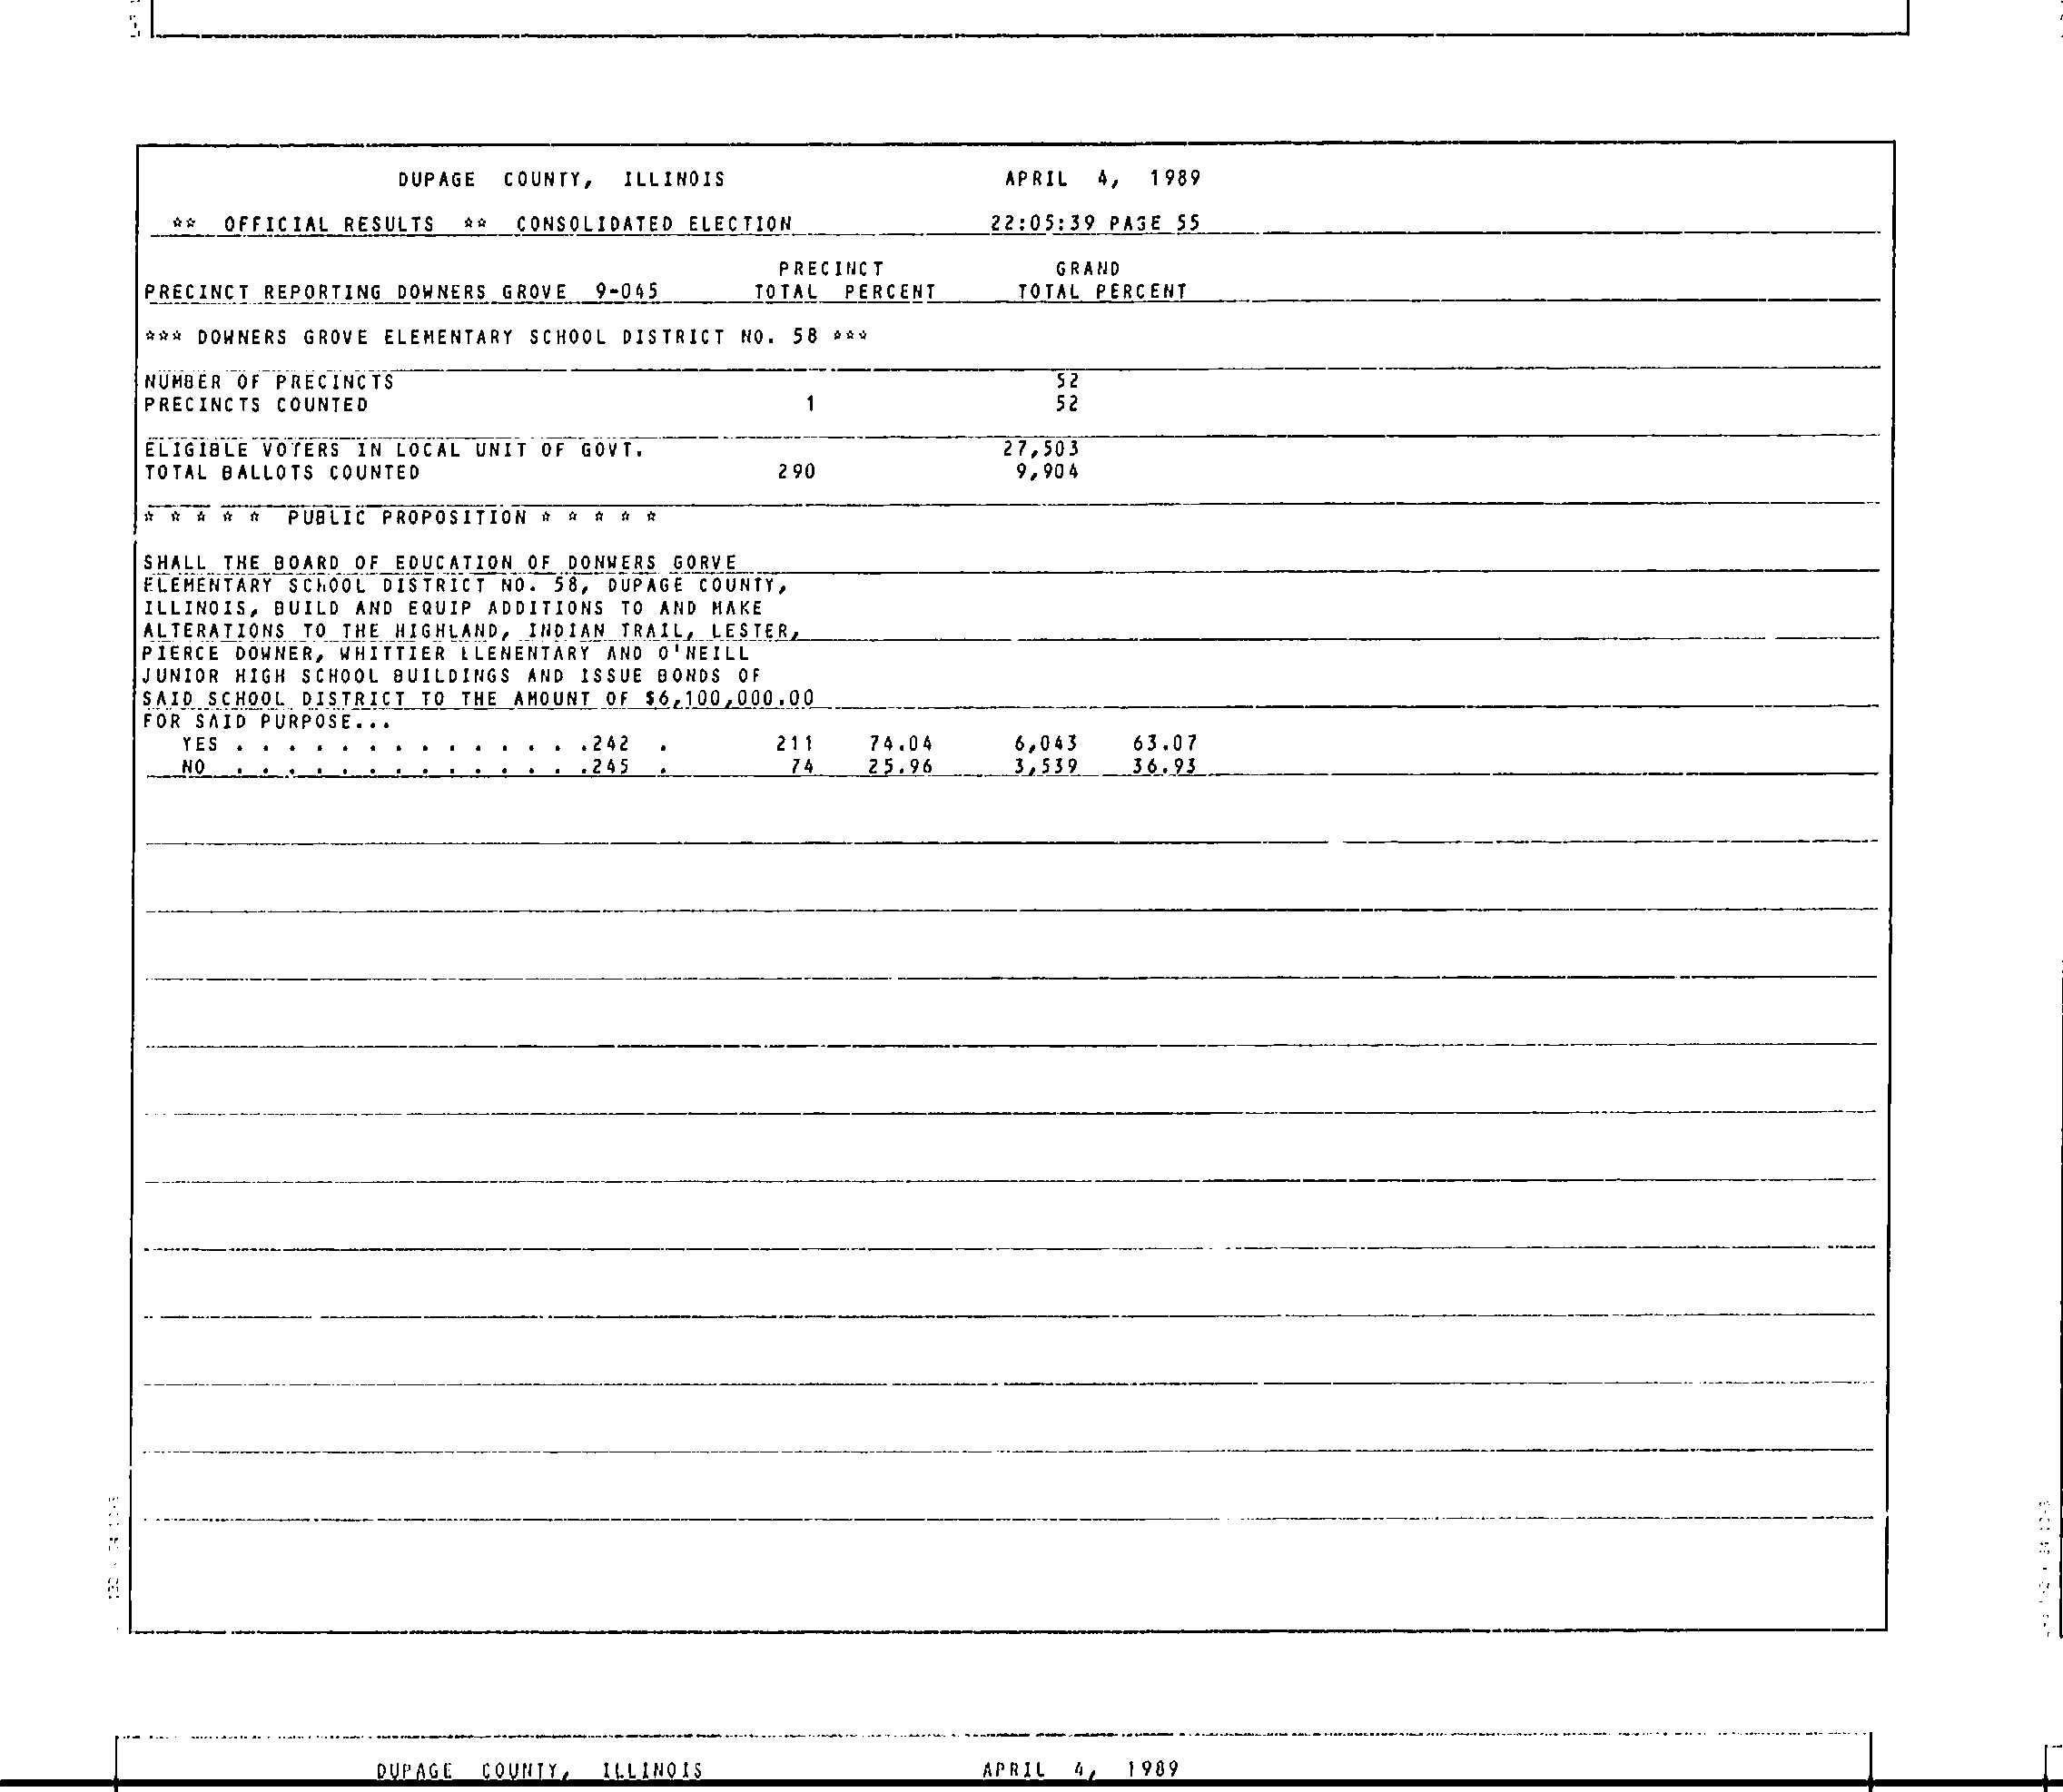 DUPAGE COUNTY, ILLINOIS APRIL 4, 1989
** OFFICIAL RESULTS ** CONSOLIDATED ELECTION 22:05:39 PAGE 55
PRECINCT GRAND
PRECINCT REPORTING DOWNERS GROVE 9-045 TOTAL PERCENT TOTAL PERCENT
*** DOWNERS GROVE ELEMENTARY SCHOOL DISTRICT NO. 58 ***
NUMBER OF PRECINCTS 52
PRECINCTS COUNTED 1 52
ELIGIBLE VOTERS IN LOCAL UNIT OF GOVT. 27,503
TOTAL BALLOTS COUNTED 290 9,904
* * * * * PUBLIC PROPOSITION * * * * *
SHALL THE BOARD OF EDUCATION OF DONWERS GORVE
ELEMENTARY SCHOOL DISTRICT NO. 58, DUPAGE COUNTY,
ILLINOIS, BUILD AND EQUIP ADDITIONS TO AND MAKE
ALTERATIONS TO THE HIGHLAND, INDIAN TRAIL, LESTER,
PIERCE DOWNER, WHITTIER ELENENTARY AND O'NEILL
JUNIOR HIGH SCHOOL BUILDINGS AND ISSUE BONDS OF
SAID SCHOOL DISTRICT TO THE AMOUNT OF $6,100,000.00
FOR SAID PURPOSE...
YES . . . . . . . . . . . . . .242 . 211 74.04 6,043 63.07
NO . . . . . . . . . . . . . .245 . 74 25.96 3,539 36.93
DUPAGE COUNTY, ILLINOIS APRIL 4, 1989